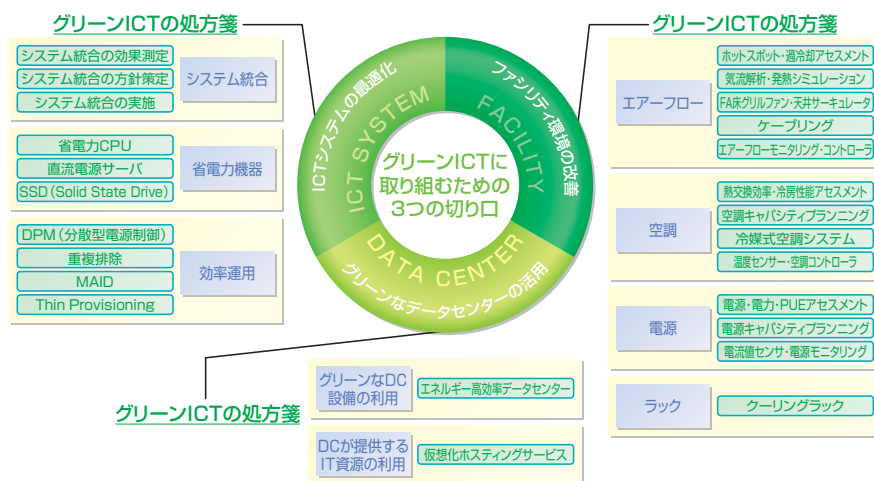 グリーンICTの処方箋
システム統合の効果測定
システム統合の方針策定
システム統合の実施
システム統合
省電力CPU
直流電源サーバ
SSD(Solid State Drive)
省電力機器
DPM(分散型電源制御)
重複排除
MAID
Thin Provisioning
効率運用
ICTシステムの最適化
ICT SYSTEM
ファシリティ環境の改善
FACILITY
グリーンICTに
取り組むための
3つの切り口
DATA CENTER
グリーンなデータセンターの活用
グリーンICTの処方箋
エアーフロー
ホットスポット・過冷却アセスメント
気流解析・発熱シミュレーション
FA床グリルファン・天井サーキュレータ
ケーブリング
エアーフローモニタリング・コントローラ
空調
熱交換効率・冷房性能アセスメント
空調キャパシティプランニング
冷媒式空調システム
温度センサー・空調コントローラ
電源
電源・電力・PUEアセスメント
電源キャパシティプランニング
電流値センサ・電源モニタリング
ラック
クーリングラック
グリーンICTの処方箋
グリーンなDC
設備の利用
エネルギー高効率データセンター
DCが提供する
IT資源の利用
仮想化ホスティングサービス